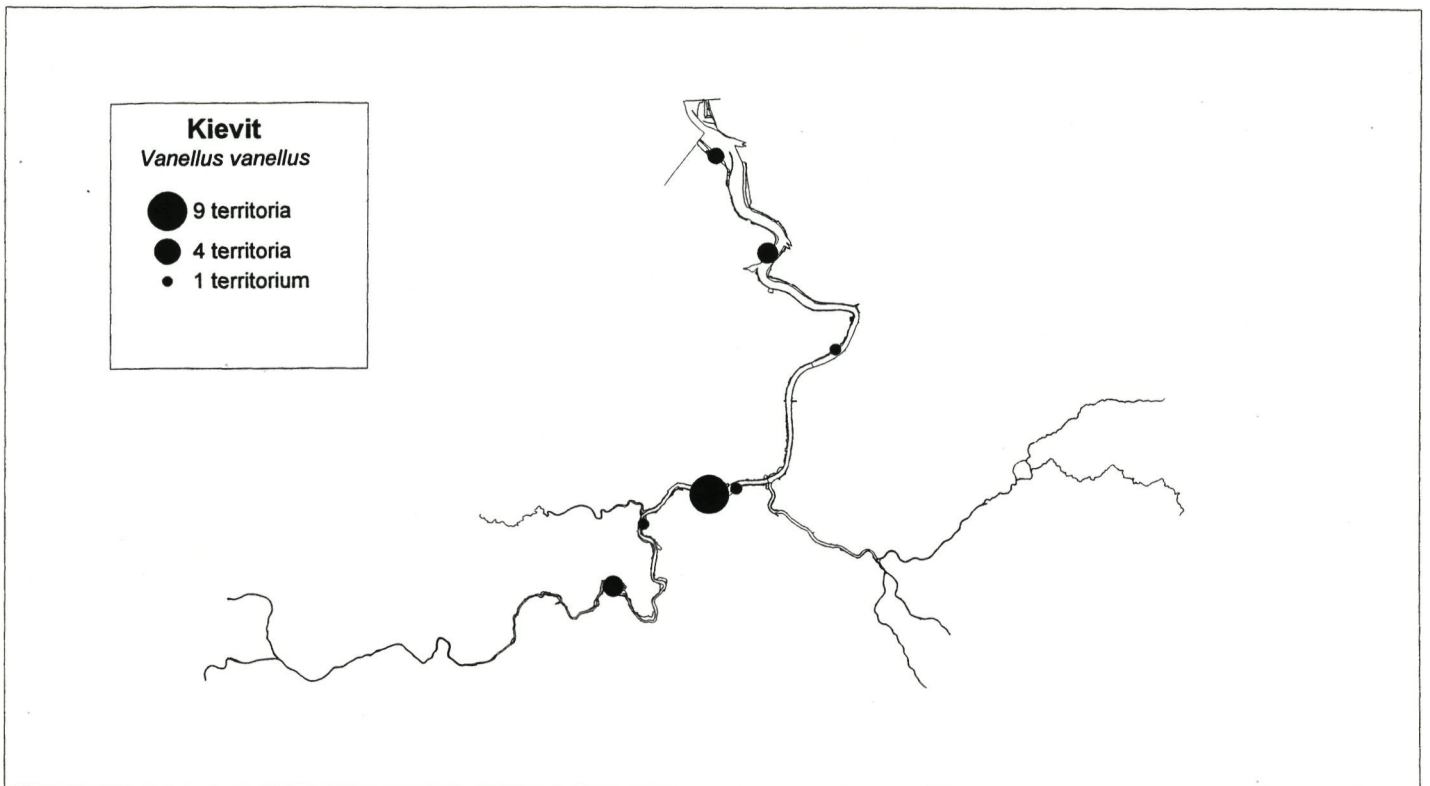 Kievit
Vanellus vanellus
9 territoria
4 territoria
1 territorium